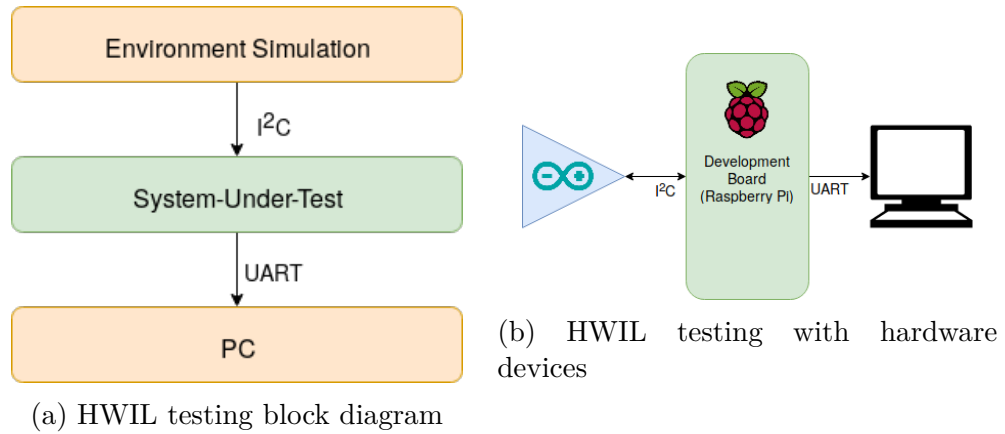 Environment Simulation
I²C
System-Under-Test
UART
PC
(a) HWIL testing block diagram
Development
Board
(Raspberry Pi)
I²C
UART
(b) HWIL testing with hardware
devices